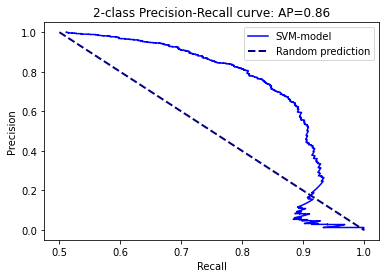 2-class Precision-Recall curve: AP=0.86
SVM-model
Random prediction
Precision
1.0
0.8
0.6
0.4
0.2
0.0
0.5
0.6
0.7
0.8
0.9
1.0
Recall